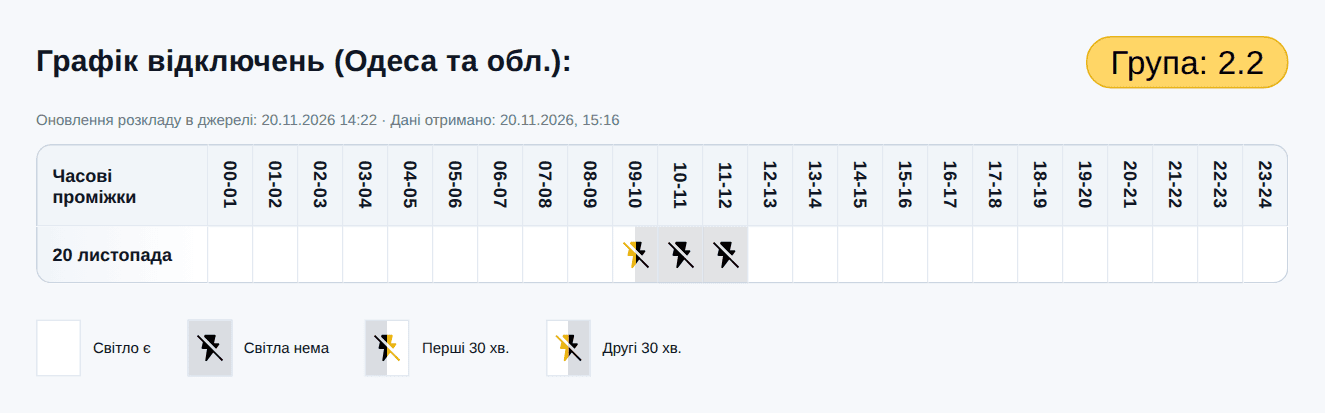 Графік відключень (Одеса та обл.):
Група: 2.2
Оновлення розкладу в джерелі: 20.11.2026 14:22 · Дані отримано: 20.11.2026, 15:16
Часові
проміжки
00-01
01-02
02-03
03-04
04-05
05-06
06-07
07-08
08-09
09-10
10-11
11-12
12-13
13-14
14-15
15-16
16-17
17-18
18-19
19-20
20-21
21-22
22-23
23-24
20 листопада
Світло є
Світла нема
Перші 30 хв.
Другі 30 хв.